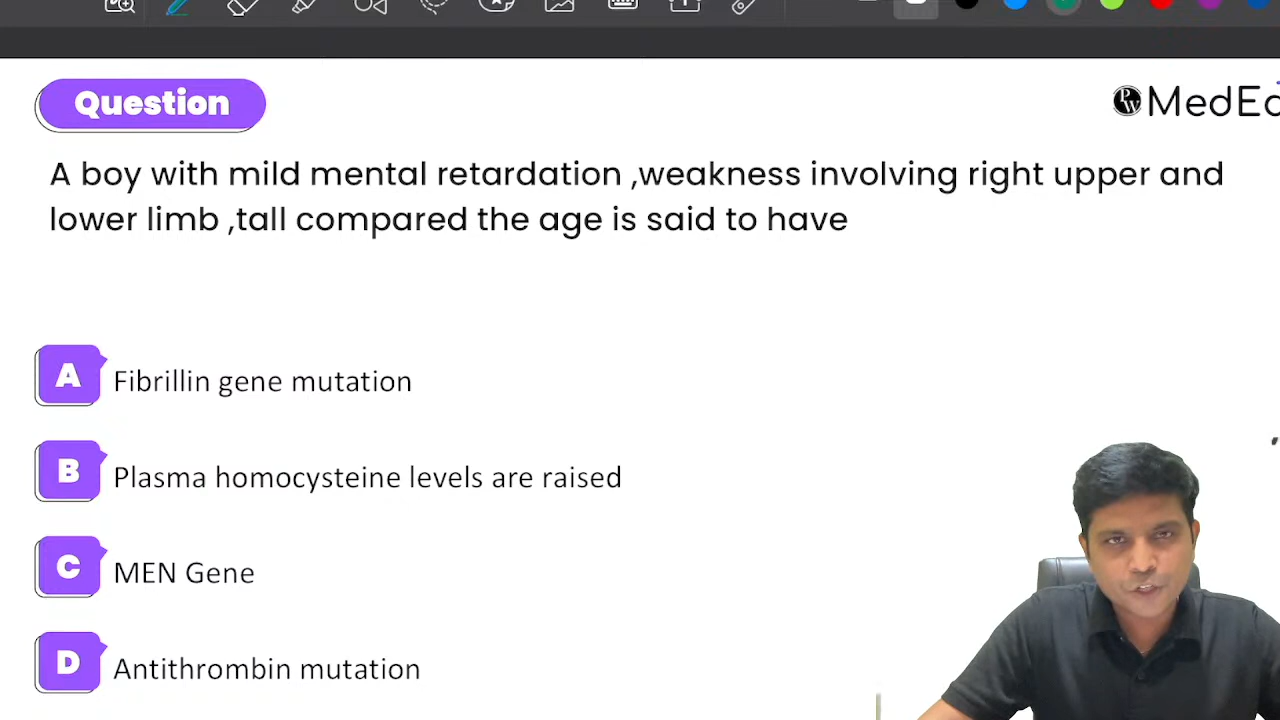 Question
PW MedEd
A boy with mild mental retardation ,weakness involving right upper and
lower limb ,tall compared the age is said to have
A Fibrillin gene mutation
B Plasma homocysteine levels are raised
C MEN Gene
D Antithrombin mutation